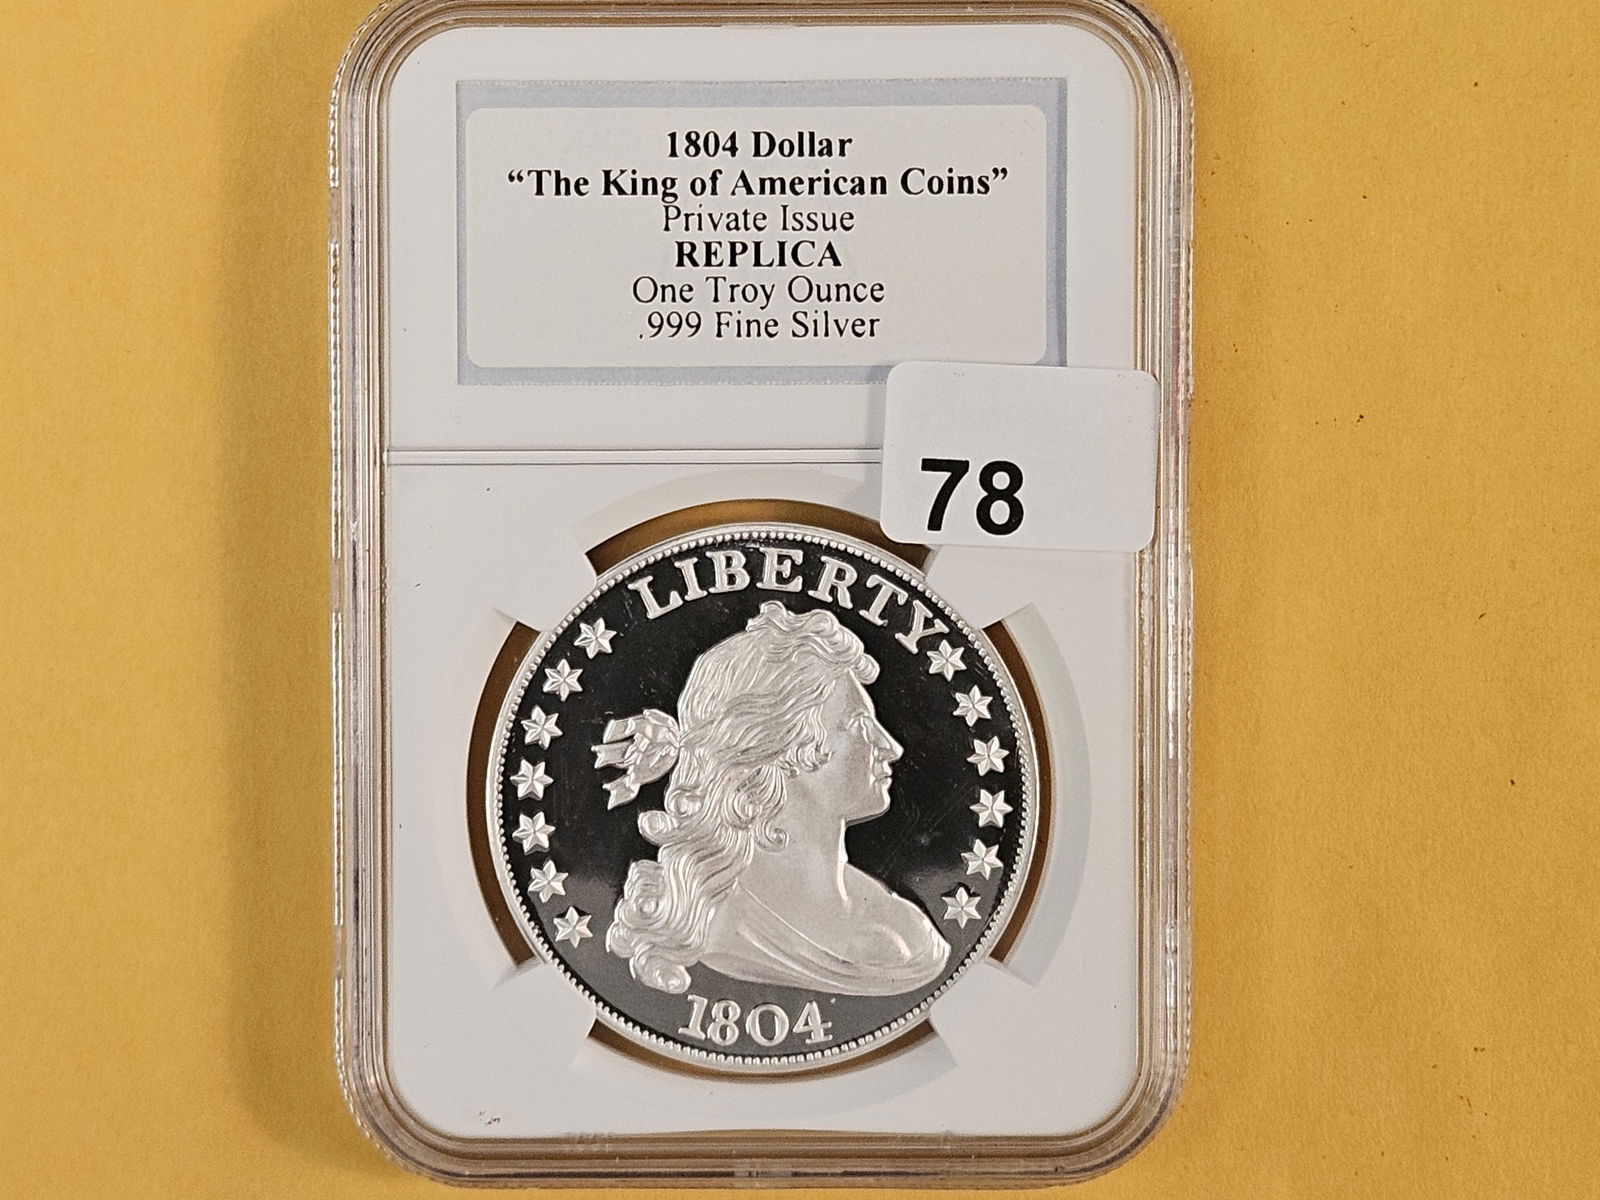 1804 Dollar
“The King of American Coins”
Private Issue
REPLICA
One Troy Ounce
.999 Fine Silver
78
LIBERTY
1804